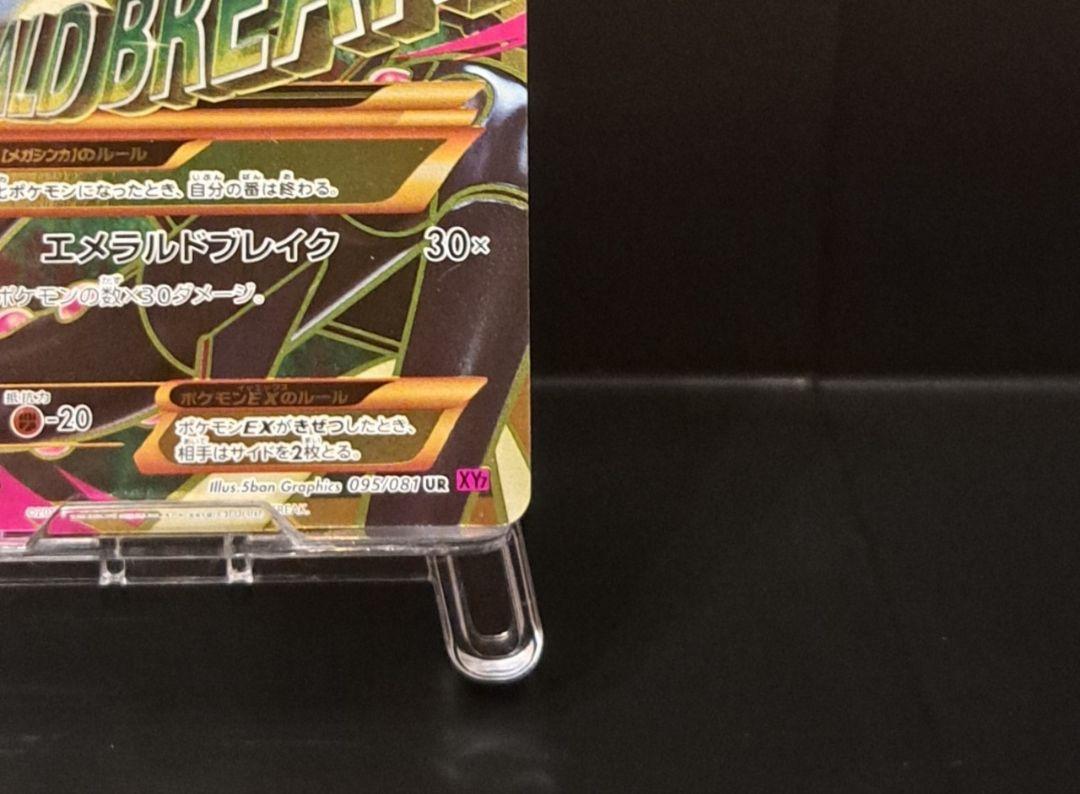 ALD BREA
【メガシンカ】のルール
ポケモンになったとき、自分の番は終わる。
エメラルドブレイク 30×
ポケモンの数×30ダメージ。
抵抗力
-20
ポケモンEXのルール
ポケモンEXがきぜつしたとき、
相手はサイドを2枚とる。
Illus.5ban Graphics 095/081 UR XY7